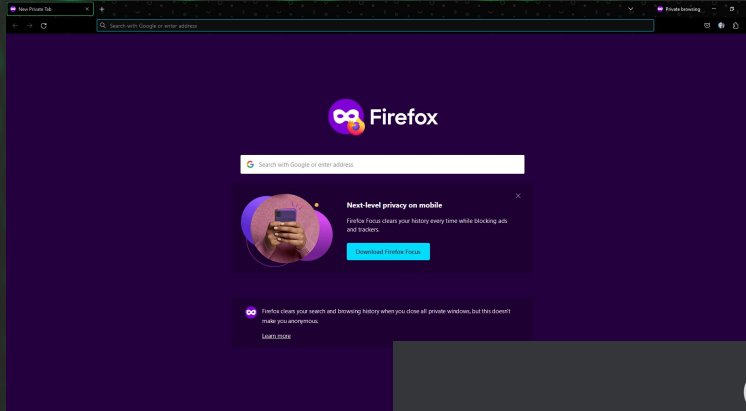 New Private Tab
Private browsing
Search with Google or enter address
Firefox
Search with Google or enter address
Next-level privacy on mobile
Firefox Focus clears your history every time while blocking ads
and trackers.
Download Firefox Focus
Firefox clears your search and browsing history when you close all private windows, but this doesn't
make you anonymous.
Learn more